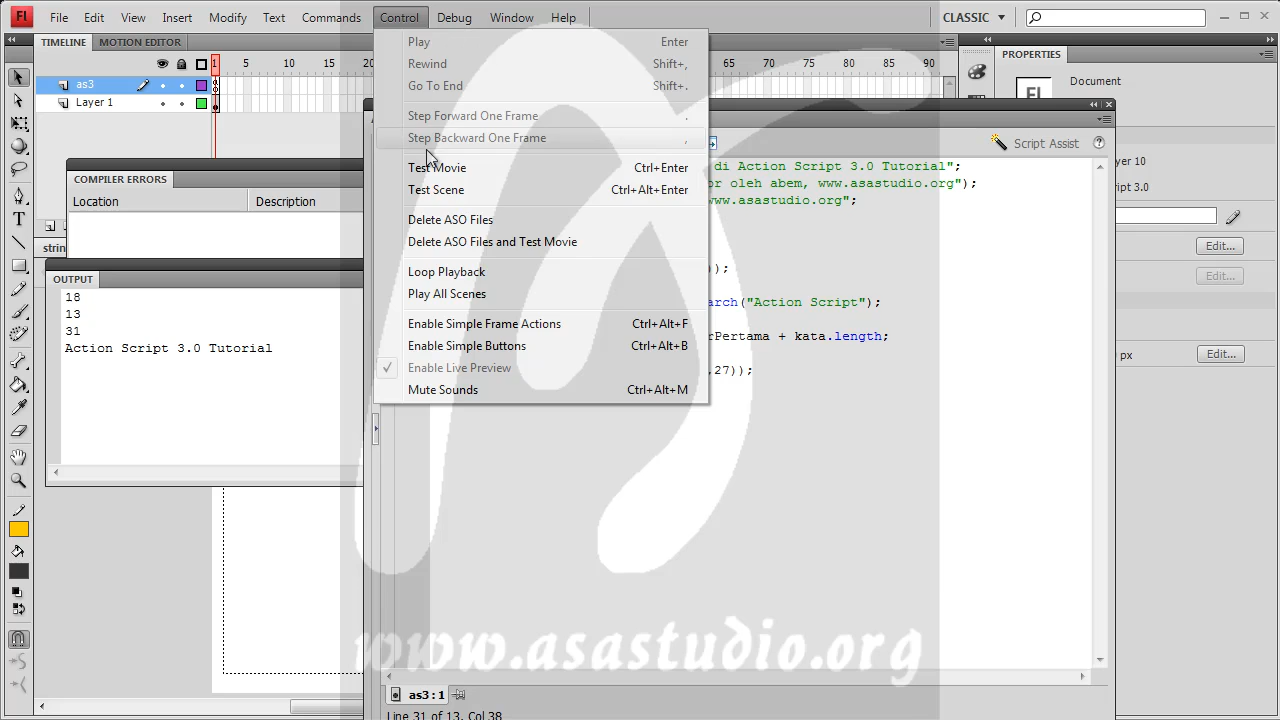 Fl File Edit View Insert Modify Text Commands Control Debug Window Help CLASSIC
TIMELINE MOTION EDITOR
1 5 10 15 20 65 70 75 80 85 90
as3
Layer 1
COMPILER ERRORS
Location Description
strin
OUTPUT
18
13
31
Action Script 3.0 Tutorial
Play Enter
Rewind Shift+,
Go To End Shift+.
Step Forward One Frame .
Step Backward One Frame ,
Test Movie Ctrl+Enter
Test Scene Ctrl+Alt+Enter
Delete ASO Files
Delete ASO Files and Test Movie
Loop Playback
Play All Scenes
Enable Simple Frame Actions Ctrl+Alt+F
Enable Simple Buttons Ctrl+Alt+B
Enable Live Preview
Mute Sounds Ctrl+Alt+M
Script Assist
di Action Script 3.0 Tutorial";
or oleh abem, www.asastudio.org");
www.asastudio.org";
));
arch("Action Script");
rPertama + kata.length;
,27));
as3:1
Line 31 of 13, Col 38
PROPERTIES
Document
FL
ayer 10
cript 3.0
Edit...
Edit...
px Edit...
www.asastudio.org